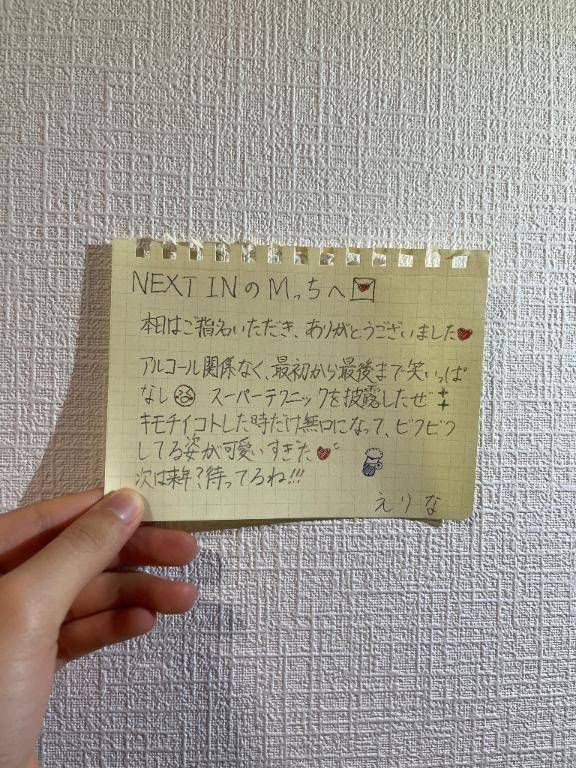 NEXT INのMっちへ
本日はご指名いただき、ありがとうございました
アルコール関係なく、最初から最後まで笑いっぱ
なし スーパーテクニックを披露したぜ
キモチイコトした時だけ無口になって、ビクビク
してる姿が可愛いすぎた
次は来年?待ってるね!!!
えりな